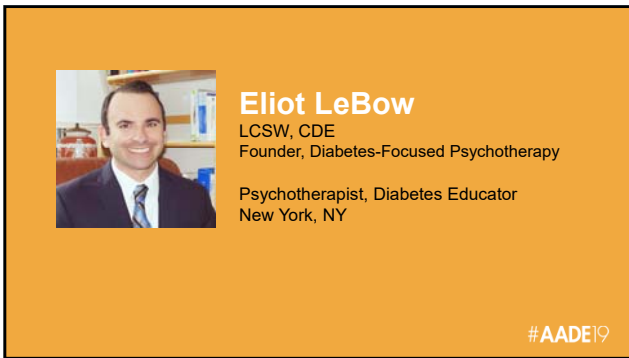 Eliot LeBow
LCSW, CDE
Founder, Diabetes-Focused Psychotherapy
Psychotherapist, Diabetes Educator
New York, NY
#AADE19